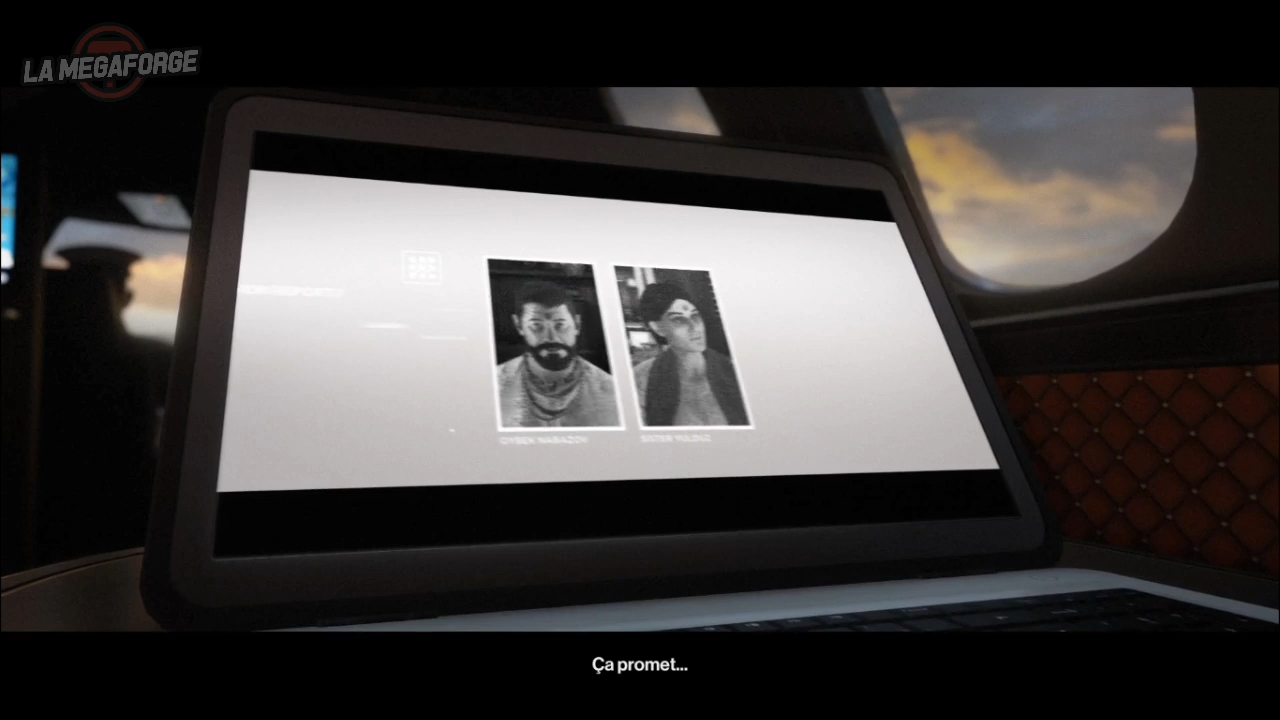 LA MEGAFORGE
OYBEK NABAZOV
SISTER YULDUZ
Ça promet...